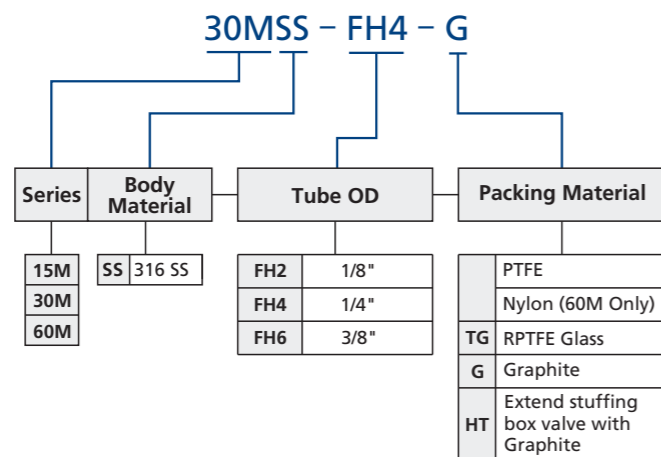 30MSS – FH4 – G
Series
Body
Material
Tube OD
Packing Material
15M
30M
60M
SS 316 SS
FH2 1/8"
FH4 1/4"
FH6 3/8"
PTFE
Nylon (60M Only)
TG RPTFE Glass
G Graphite
HT Extend stuffing
box valve with
Graphite